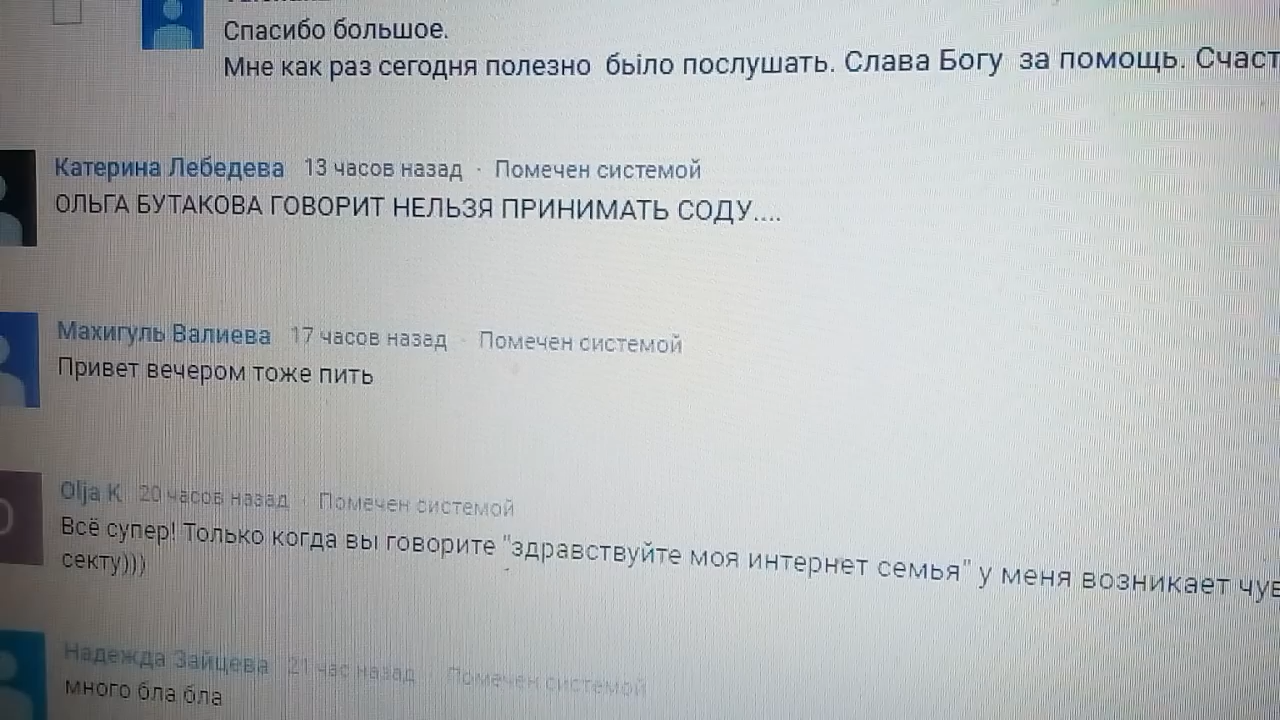 Спасибо большое.
Мне как раз сегодня полезно было послушать. Слава Богу за помощь. Счаст
Катерина Лебедева 13 часов назад · Помечен системой
ОЛЬГА БУТАКОВА ГОВОРИТ НЕЛЬЗЯ ПРИНИМАТЬ СОДУ....
Махигуль Валиева 17 часов назад · Помечен системой
Привет вечером тоже пить
Olja K 20 часов назад · Помечен системой
Всё супер! Только когда вы говорите "здравствуйте моя интернет семья" у меня возникает чув
секту)))
Надежда Зайцева 21 час назад · Помечен системой
много бла бла